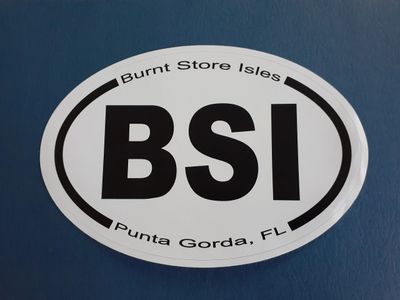 Burnt Store Isles
BSI
Punta Gorda, FL